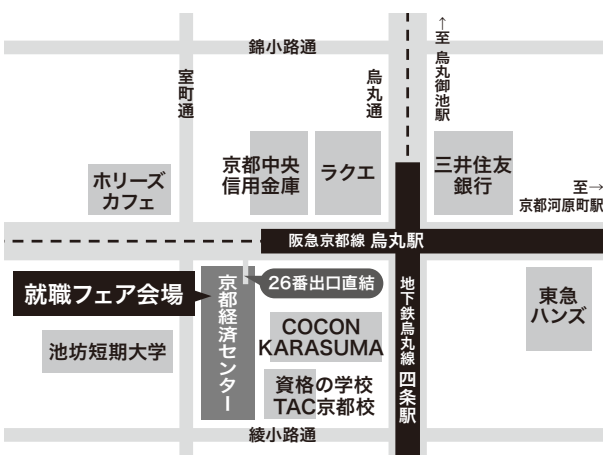 錦小路通
室町通
烏丸通
↑至 烏丸御池駅
京都中央
信用金庫
ラクエ
三井住友
銀行
ホリーズ
カフェ
至→
京都河原町駅
阪急京都線 烏丸駅
就職フェア会場
京都経済センター
26番出口直結
地下鉄烏丸線 四条駅
東急
ハンズ
COCON
KARASUMA
池坊短期大学
資格の学校
TAC京都校
綾小路通